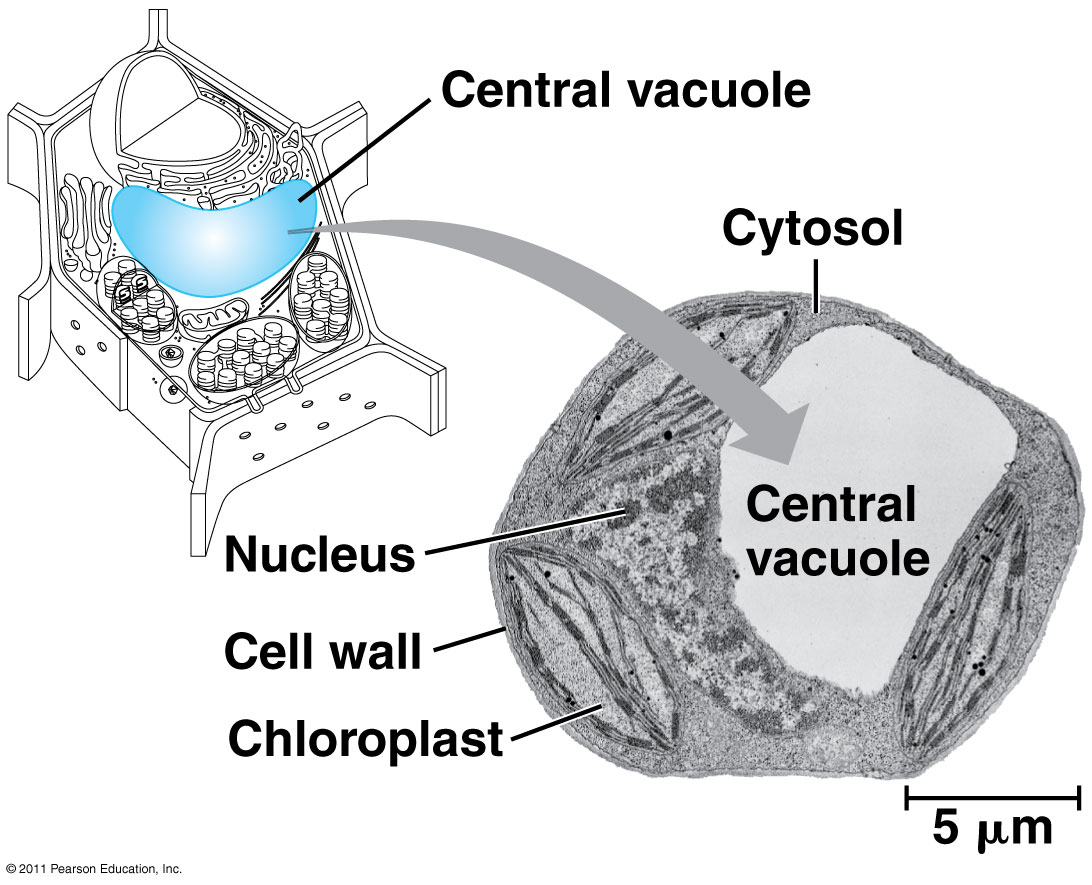 Central vacuole
Cytosol
Central
vacuole
Nucleus
Cell wall
Chloroplast
5 μm
© 2011 Pearson Education, Inc.